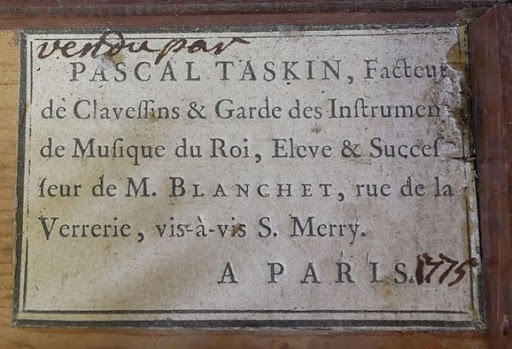 vendu par
PASCAL TASKIN, Facteur
de Claveſſins & Garde des Inſtrumen
de Muſique du Roi, Eleve & Succeſ
ſeur de M. BLANCHET, rue de la
Verrerie, vis-à-vis S. Merry.
A PARIS. 1775